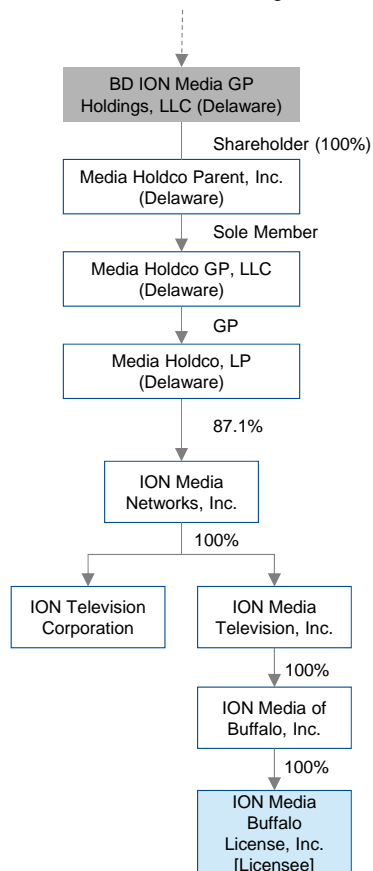 BD ION Media GP
Holdings, LLC (Delaware)
Shareholder (100%)
Media Holdco Parent, Inc.
(Delaware)
Sole Member
Media Holdco GP, LLC
(Delaware)
GP
Media Holdco, LP
(Delaware)
87.1%
ION Media
Networks, Inc.
100%
ION Television
Corporation
ION Media
Television, Inc.
100%
ION Media of
Buffalo, Inc.
100%
ION Media
Buffalo
License, Inc.
[Licensee]